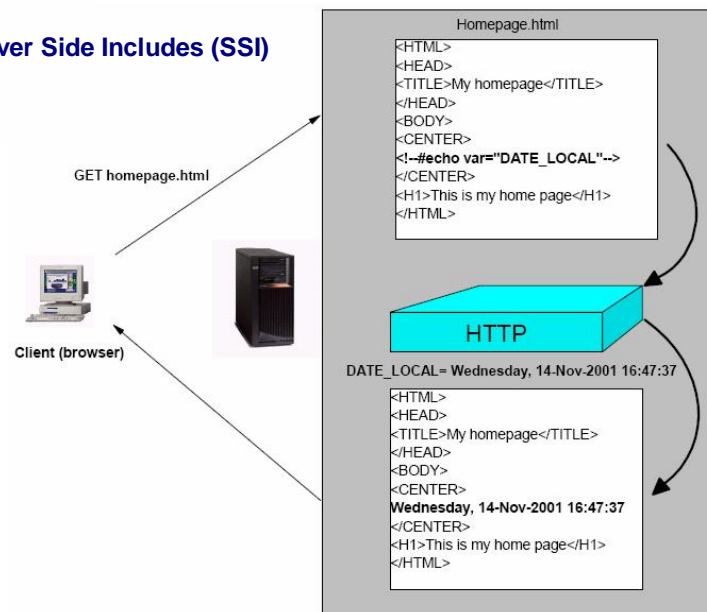 ver Side Includes (SSI)
Homepage.html
<HTML>
<HEAD>
<TITLE>My homepage</TITLE>
</HEAD>
<BODY>
<CENTER>
<!--#echo var="DATE_LOCAL"-->
</CENTER>
<H1>This is my home page</H1>
</HTML>
GET homepage.html
Client (browser)
HTTP
DATE_LOCAL= Wednesday, 14-Nov-2001 16:47:37
<HTML>
<HEAD>
<TITLE>My homepage</TITLE>
</HEAD>
<BODY>
<CENTER>
Wednesday, 14-Nov-2001 16:47:37
</CENTER>
<H1>This is my home page</H1>
</HTML>